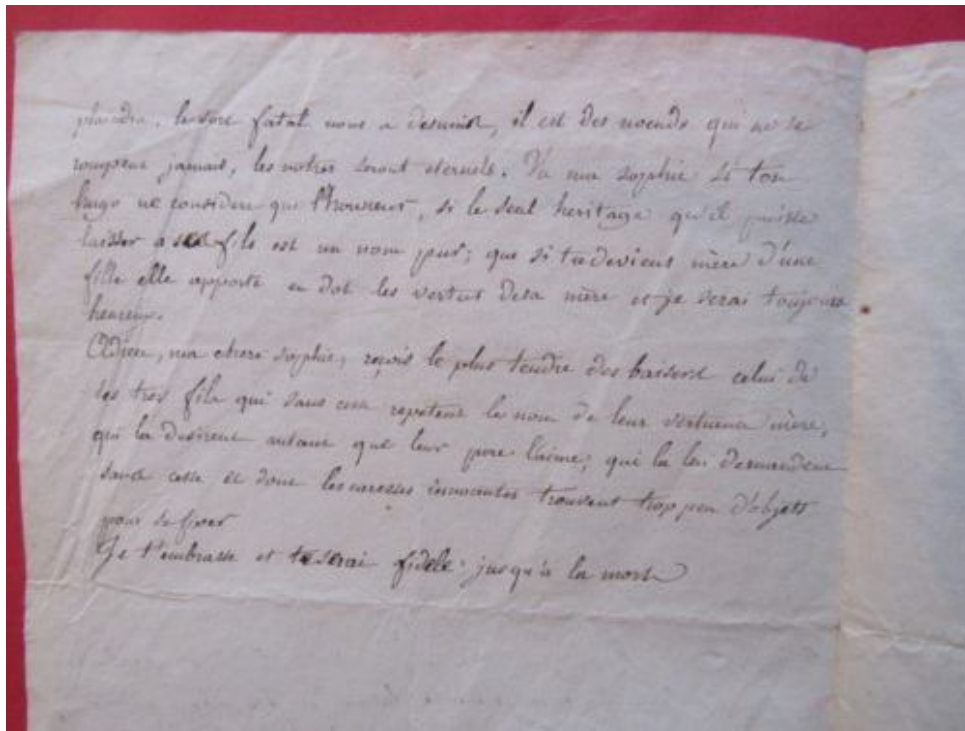 plaindre, le sort fatal nous a desunis, il est des noeuds qui ne se
rompent jamais, les notres seront eternels. Va ma sophie si ton
hugo ne considere que l'honneur, si le seul heritage qu'il puisse
laisser a ses fils est un nom pur; que si tu deviens mère d'une
fille elle apporte en dot les vertus de sa mère et je serai toujours
heureux.
Adieu, ma chere sophie, reçois le plus tendre des baisers celui de
tes trois fils qui sans cesse repetent le nom de leur vertueuse mère,
qui la desirent autant que leur pere l'aime, qui la lui demandent
sans cesse et dont les caresses innocentes trouvent trop peu d'objets
pour se fixer
Je t'embrasse et te serai fidele jusqu'à la mort